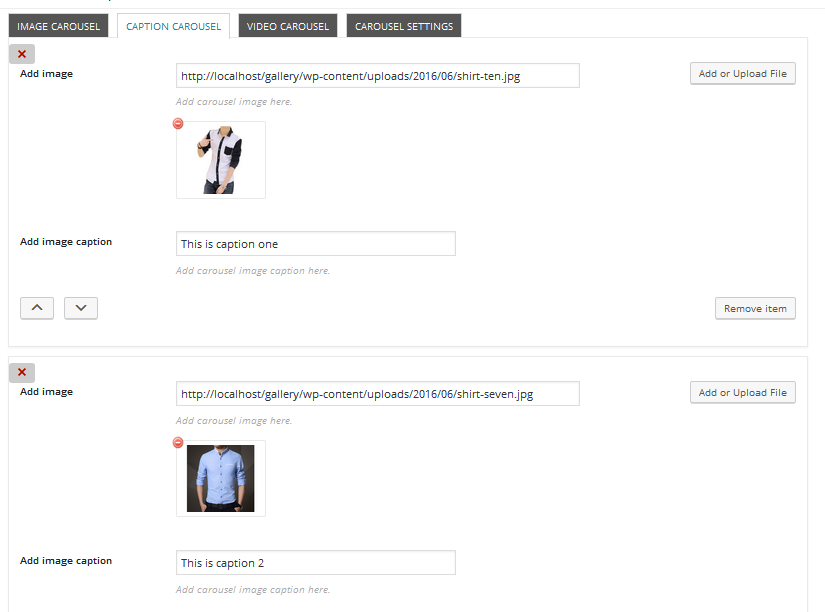 IMAGE CAROUSEL CAPTION CAROUSEL VIDEO CAROUSEL CAROUSEL SETTINGS
Add image http://localhost/gallery/wp-content/uploads/2016/06/shirt-ten.jpg Add or Upload File
Add carousel image here.
Add image caption This is caption one
Add carousel image caption here.
Remove item
Add image http://localhost/gallery/wp-content/uploads/2016/06/shirt-seven.jpg Add or Upload File
Add carousel image here.
Add image caption This is caption 2
Add carousel image caption here.